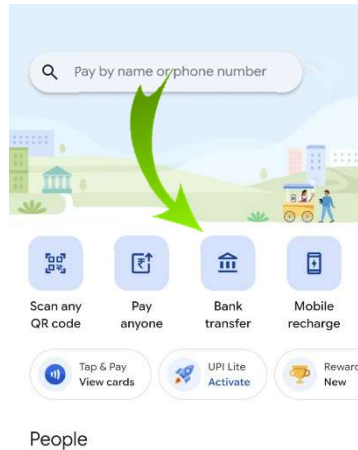 Pay by name or phone number
Scan any
QR code
Pay
anyone
Bank
transfer
Mobile
recharge
Tap & Pay
View cards
UPI Lite
Activate
Reward
New
People